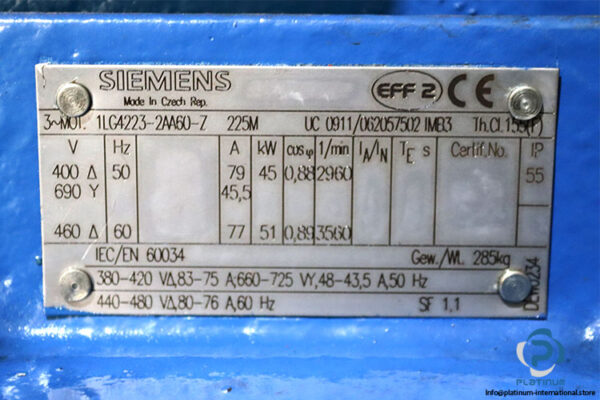 SIEMENS
EFF 2 CE
Made in Czech Rep.
3~MOT. 1LG4223-2AA60-Z 225M UC 0911/062057502 IMB3 Th.Cl.155(F)
V Hz A kW cosφ 1/min IA/IN TE s Certif.No. IP
400 Δ 50 79 45 0,88 2960 55
690 Y 45,5
460 Δ 60 77 51 0,89 3560
IEC/EN 60034 Gew./Wt. 285kg
380-420 VΔ,83-75 A,660-725 VY,48-43,5 A,50 Hz
440-480 VΔ,80-76 A,60 Hz SF 1,1
PLATINUM
INTERNATIONAL
info@platinum-international.store